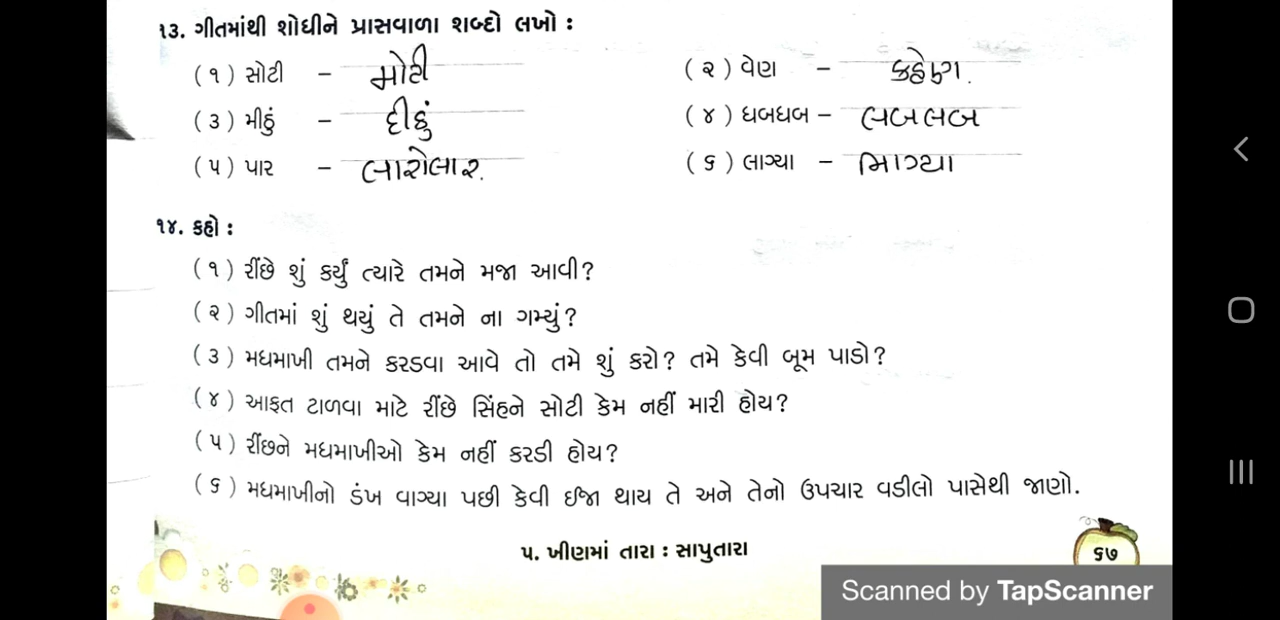 ૧૩. ગીતમાંથી શોધીને પ્રાસવાળા શબ્દો લખો :
(૧) સોટી – મોટી (૨) વેણ – કહેણ.
(૩) મીઠું – દીઠું (૪) ધબધબ – લબલબ
(૫) પાર – લારોલાર. (૬) લાગ્યા – ભાગ્યા
૧૪. કહો :
(૧) રીંછે શું કર્યું ત્યારે તમને મજા આવી?
(૨) ગીતમાં શું થયું તે તમને ના ગમ્યું?
(૩) મધમાખી તમને કરડવા આવે તો તમે શું કરો? તમે કેવી બૂમ પાડો?
(૪) આફત ટાળવા માટે રીંછે સિંહને સોટી કેમ નહીં મારી હોય?
(૫) રીંછને મધમાખીઓ કેમ નહીં કરડી હોય?
(૬) મધમાખીનો ડંખ વાગ્યા પછી કેવી ઈજા થાય તે અને તેનો ઉપચાર વડીલો પાસેથી જાણો.
૫. ખીણમાં તારા : સાપુતારા
૬૭
Scanned by TapScanner